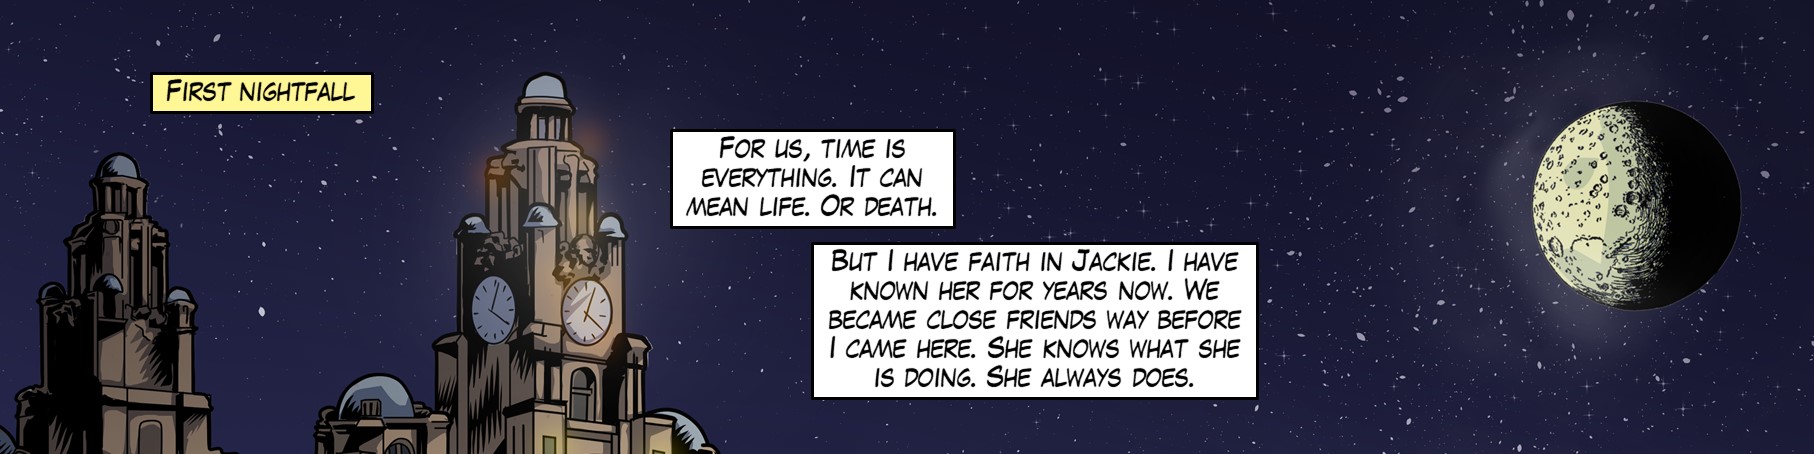 First nightfall
For us, time is
everything. It can
mean life. Or death.
But I have faith in Jackie. I have
known her for years now. We
became close friends way before
I came here. She knows what she
is doing. She always does.